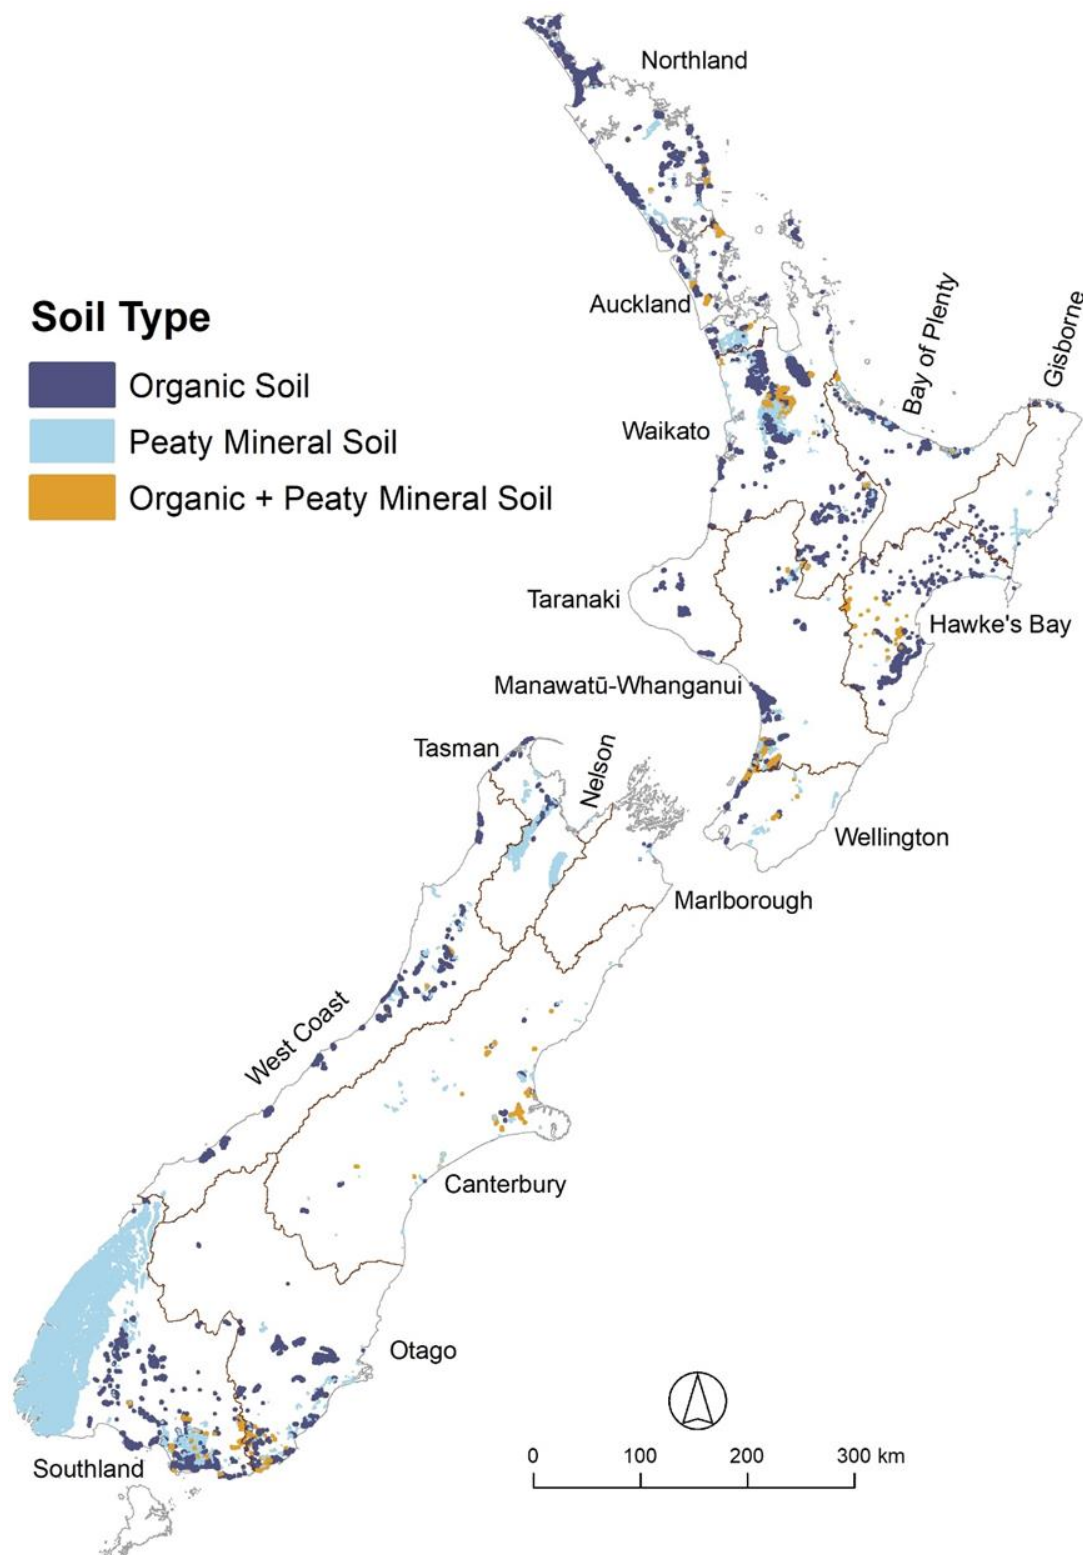 Northland
Soil Type
Organic Soil
Peaty Mineral Soil
Organic + Peaty Mineral Soil
Auckland
Bay of Plenty
Gisborne
Waikato
Taranaki
Hawke's Bay
Manawatū-Whanganui
Tasman
Nelson
Wellington
Marlborough
West Coast
Canterbury
Otago
Southland
0 100 200 300 km